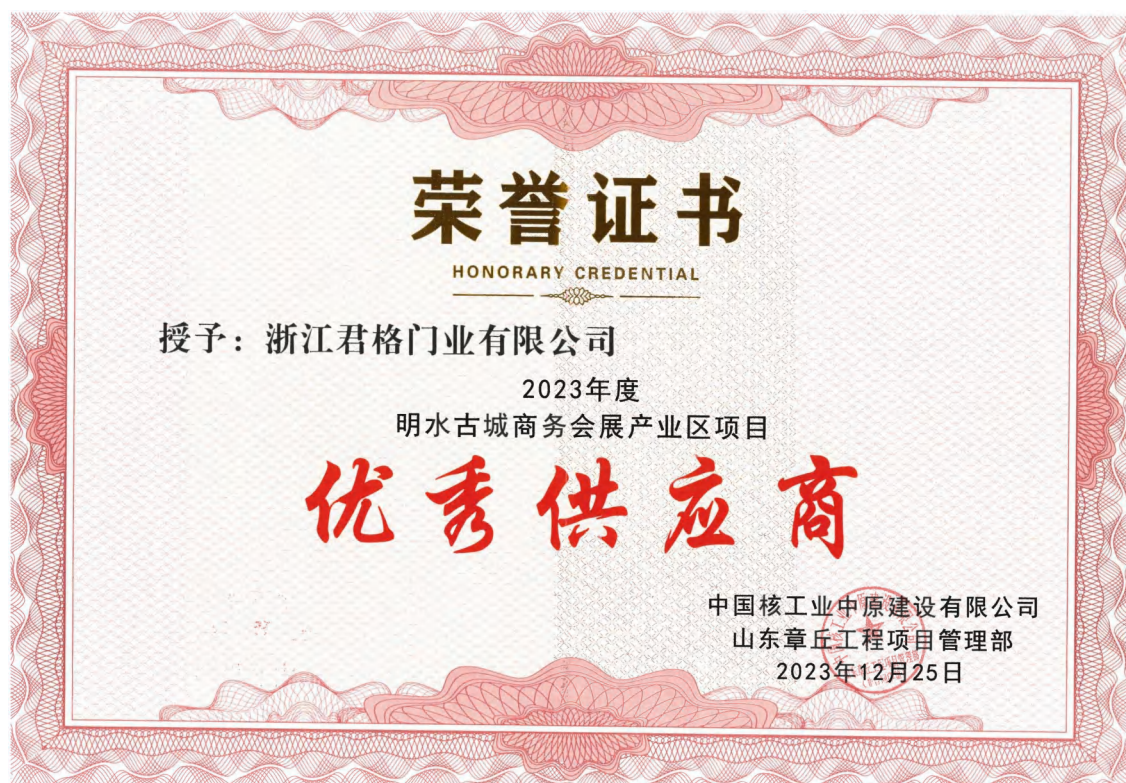 荣誉证书
HONORARY CREDENTIAL
授予：浙江君格门业有限公司
2023年度
明水古城商务会展产业区项目
优秀供应商
中国核工业中原建设有限公司
山东章丘工程项目管理部
2023年12月25日